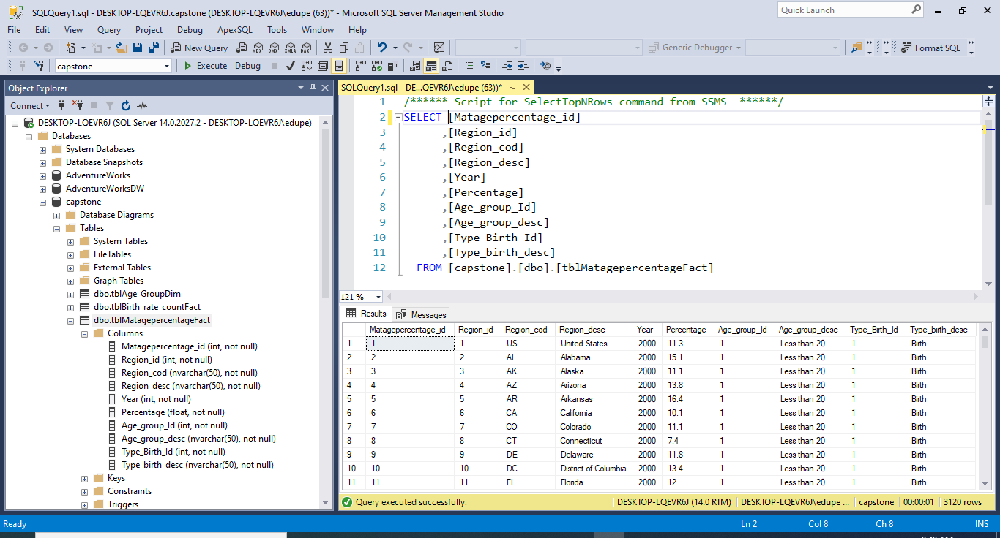 SQLQuery1.sql - DESKTOP-LQEVR6J.capstone (DESKTOP-LQEVR6J\edupe (63))* - Microsoft SQL Server Management Studio
Quick Launch
File Edit View Query Project Debug ApexSQL Tools Window Help
New Query MDX DMX XMLA DAX Generic Debugger Format SQL
capstone Execute Debug
Object Explorer
Connect
DESKTOP-LQEVR6J (SQL Server 14.0.2027.2 - DESKTOP-LQEVR6J\edupe)
Databases
System Databases
Database Snapshots
AdventureWorks
AdventureWorksDW
capstone
Database Diagrams
Tables
System Tables
FileTables
External Tables
Graph Tables
dbo.tblAge_GroupDim
dbo.tblBirth_rate_countFact
dbo.tblMatagepercentageFact
Columns
Matagepercentage_id (int, not null)
Region_id (int, not null)
Region_cod (nvarchar(50), not null)
Region_desc (nvarchar(50), not null)
Year (int, not null)
Percentage (float, not null)
Age_group_Id (int, not null)
Age_group_desc (nvarchar(50), not null)
Type_Birth_Id (int, not null)
Type_birth_desc (nvarchar(50), not null)
Keys
Constraints
Triggers
SQLQuery1.sql - DE...QEVR6J\edupe (63))*
1 /****** Script for SelectTopNRows command from SSMS ******/
2 SELECT [Matagepercentage_id]
3 ,[Region_id]
4 ,[Region_cod]
5 ,[Region_desc]
6 ,[Year]
7 ,[Percentage]
8 ,[Age_group_Id]
9 ,[Age_group_desc]
10 ,[Type_Birth_Id]
11 ,[Type_birth_desc]
12 FROM [capstone].[dbo].[tblMatagepercentageFact]
121 %
Results Messages
Matagepercentage_id Region_id Region_cod Region_desc Year Percentage Age_group_Id Age_group_desc Type_Birth_Id Type_birth_desc
1 1 1 US United States 2000 11.3 1 Less than 20 1 Birth
2 2 2 AL Alabama 2000 15.1 1 Less than 20 1 Birth
3 3 3 AK Alaska 2000 11.1 1 Less than 20 1 Birth
4 4 4 AZ Arizona 2000 13.8 1 Less than 20 1 Birth
5 5 5 AR Arkansas 2000 16.4 1 Less than 20 1 Birth
6 6 6 CA California 2000 10.1 1 Less than 20 1 Birth
7 7 7 CO Colorado 2000 11.1 1 Less than 20 1 Birth
8 8 8 CT Connecticut 2000 7.4 1 Less than 20 1 Birth
9 9 9 DE Delaware 2000 11.8 1 Less than 20 1 Birth
10 10 10 DC District of Columbia 2000 13.4 1 Less than 20 1 Birth
11 11 11 FL Florida 2000 12 1 Less than 20 1 Birth
Query executed successfully. DESKTOP-LQEVR6J (14.0 RTM) DESKTOP-LQEVR6J\edupe ... capstone 00:00:01 3120 rows
Ready Ln 2 Col 8 Ch 8 INS